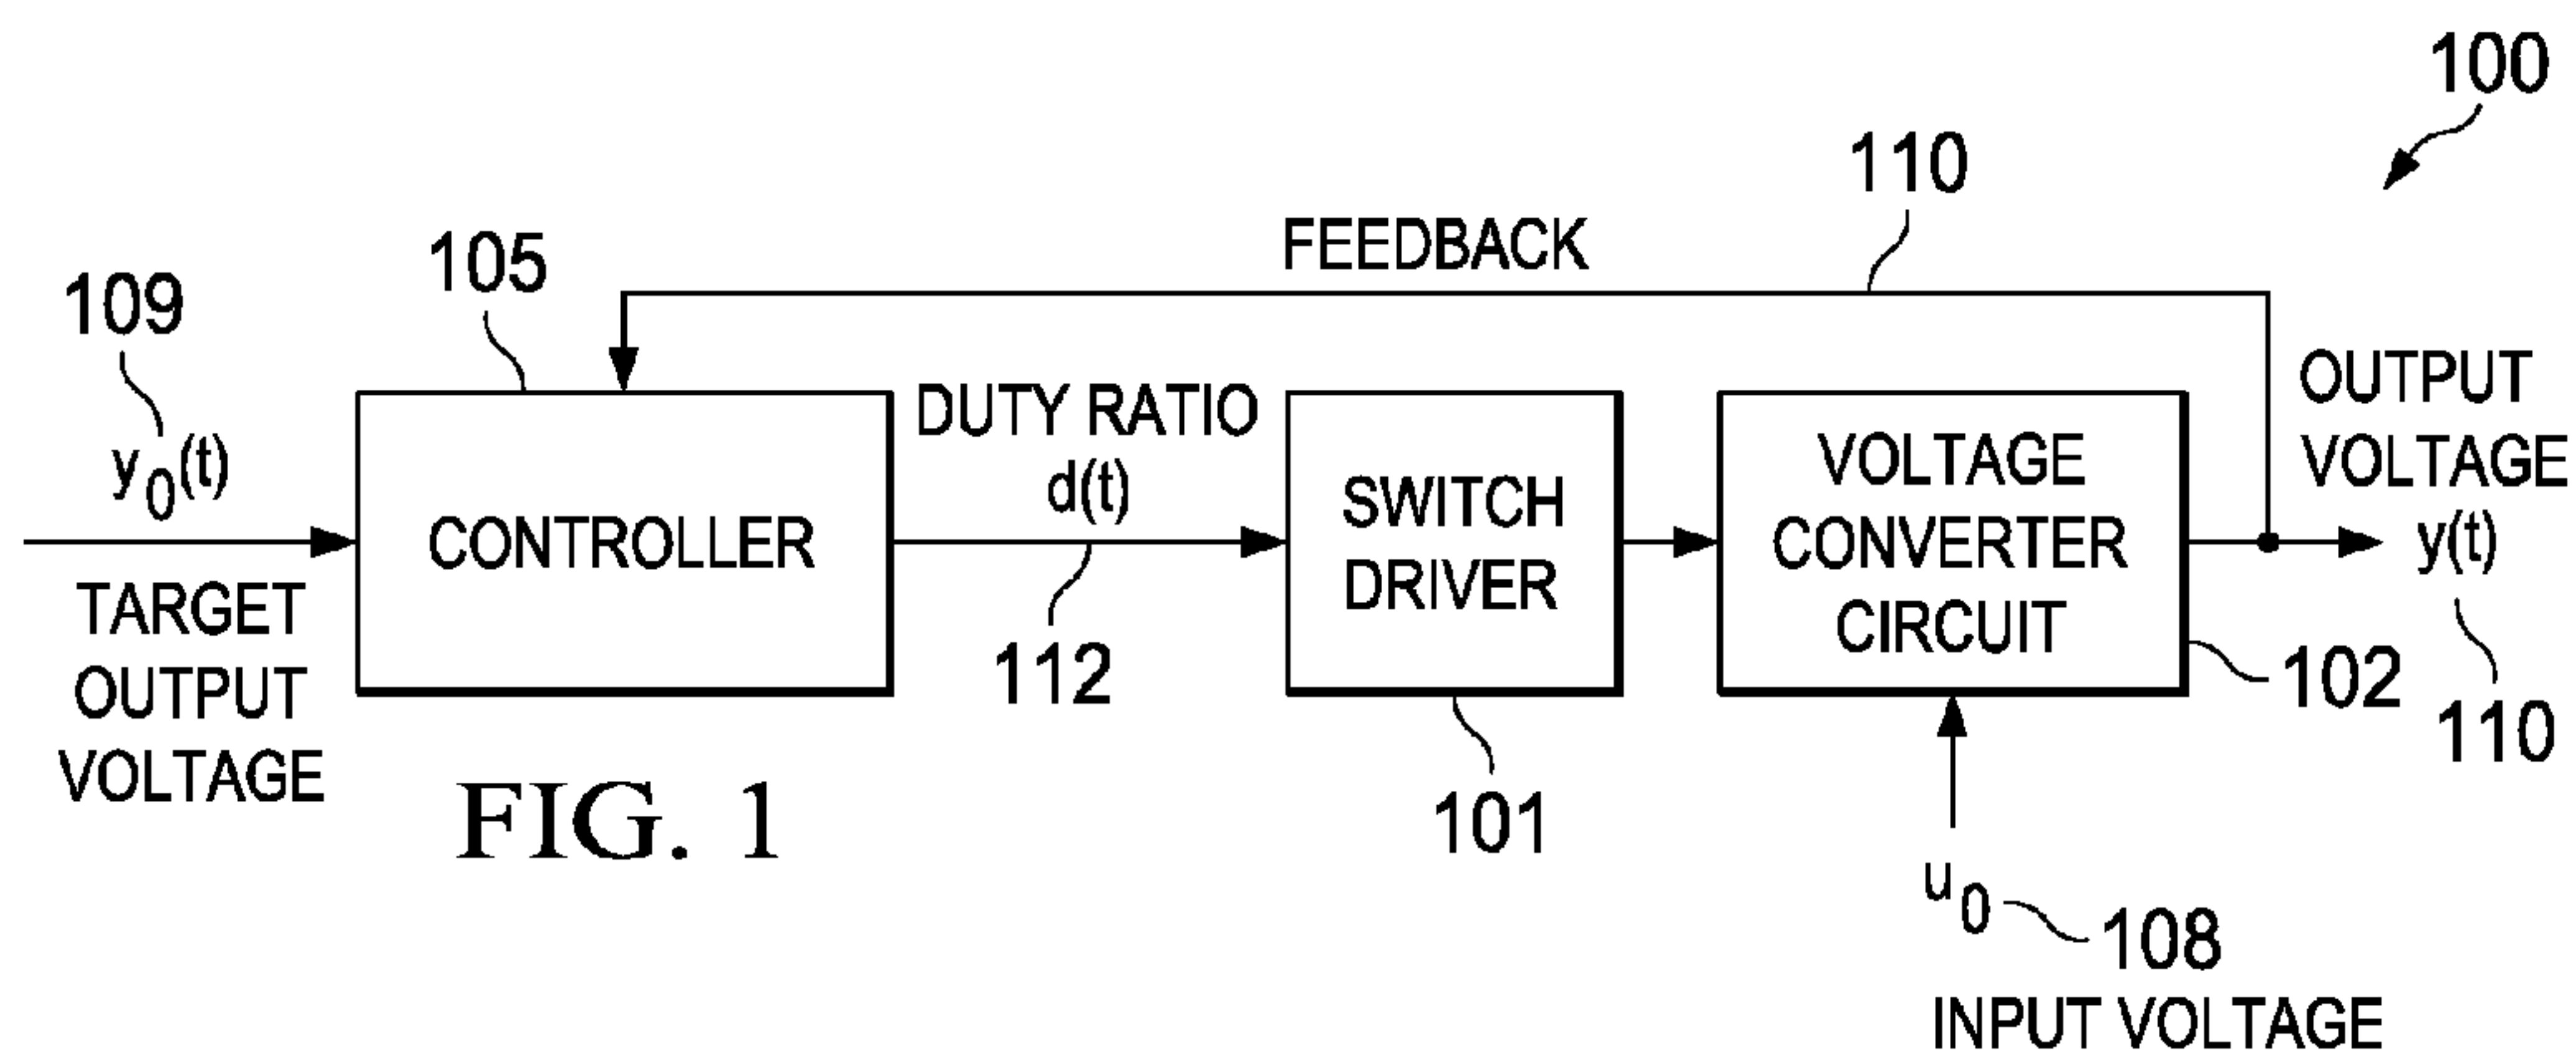 100
110
FEEDBACK
105
109
y0(t)
TARGET
OUTPUT
VOLTAGE
CONTROLLER
DUTY RATIO
d(t)
112
SWITCH
DRIVER
101
VOLTAGE
CONVERTER
CIRCUIT
102
OUTPUT
VOLTAGE
y(t)
110
u0
108
INPUT VOLTAGE
FIG. 1